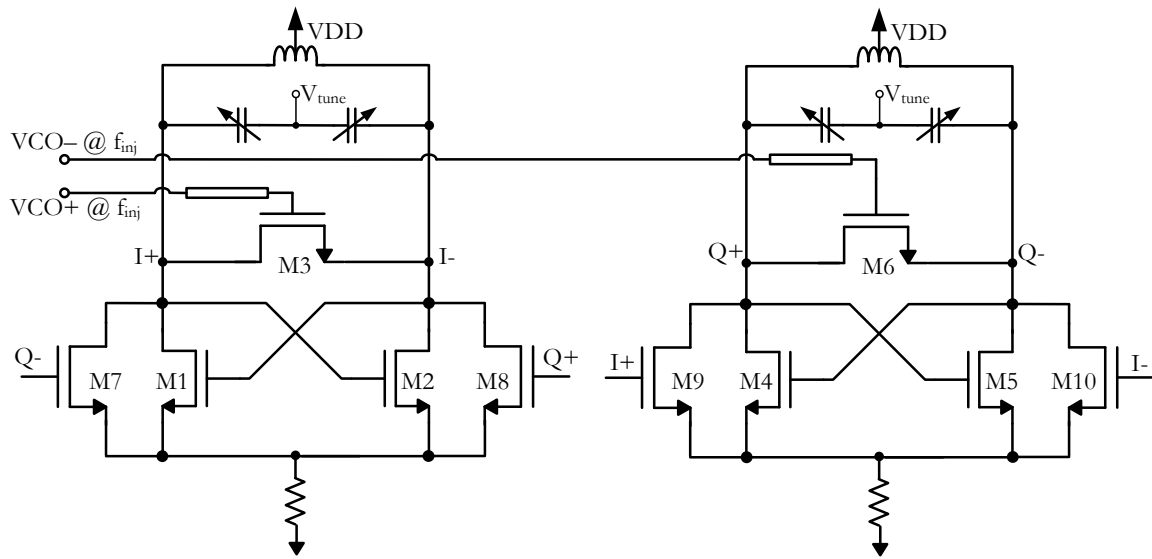 VDD
VDD
Vtune
Vtune
VCO– @ finj
VCO+ @ finj
I+
M3
I-
Q+
M6
Q-
Q-
M7
M1
M2
M8
Q+
I+
M9
M4
M5
M10
I-